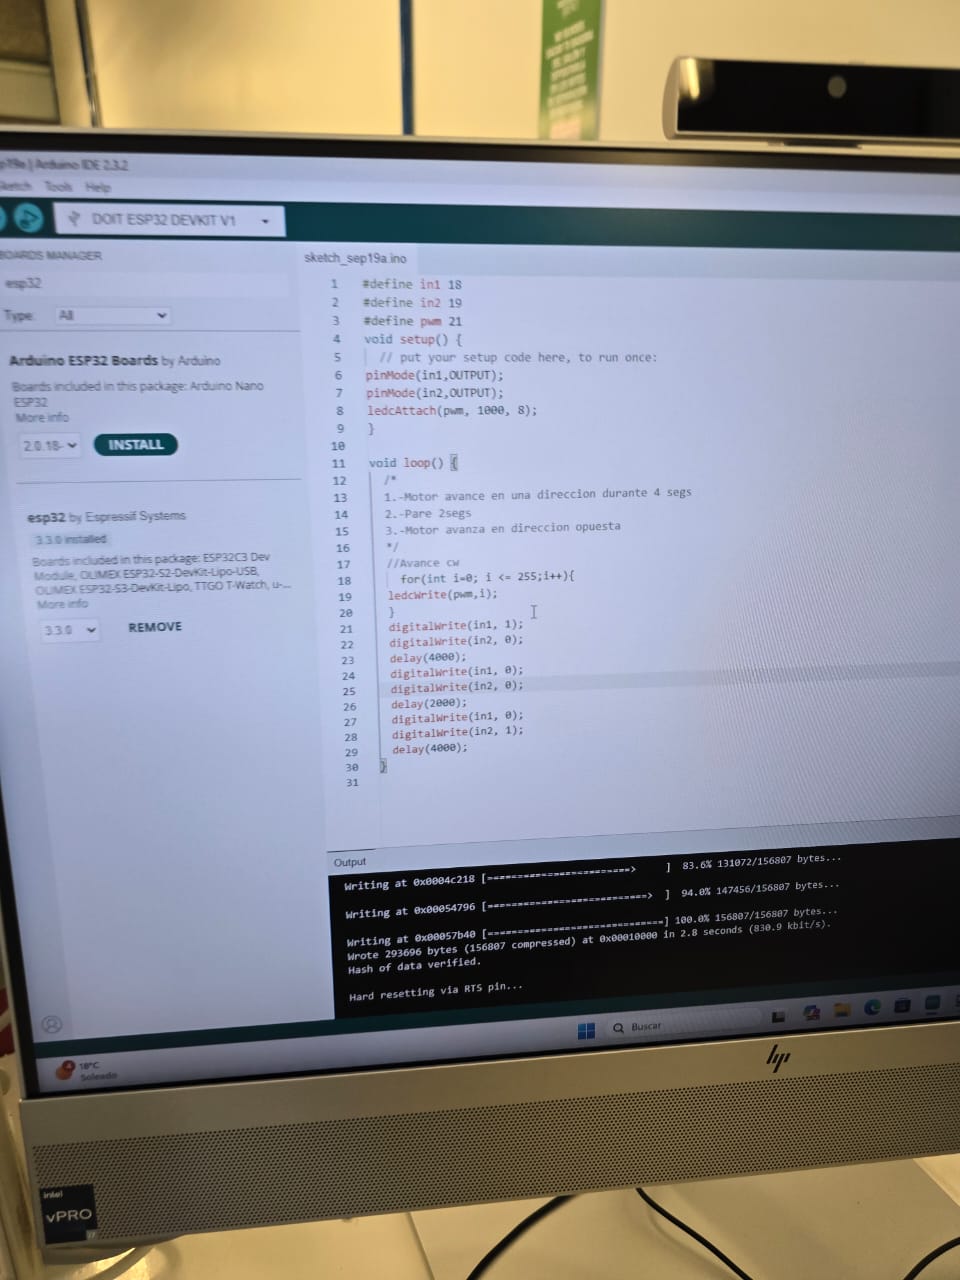 | Arduino IDE 2.3.2
Sketch Tools Help
DOIT ESP32 DEVKIT V1
BOARDS MANAGER
esp32
Type: All
Arduino ESP32 Boards by Arduino
Boards included in this package: Arduino Nano
ESP32
More info
2.0.18-
INSTALL
esp32 by Espressif Systems
3.3.0 installed
Boards included in this package: ESP32C3 Dev
Module, OLIMEX ESP32-S2-DevKit-Lipo-USB,
OLIMEX ESP32-S3-DevKit-Lipo, TTGO T-Watch, u-...
More info
3.3.0
REMOVE
sketch_sep19a.ino
1 #define in1 18
2 #define in2 19
3 #define pwm 21
4 void setup() {
5 // put your setup code here, to run once:
6 pinMode(in1,OUTPUT);
7 pinMode(in2,OUTPUT);
8 ledcAttach(pwm, 1000, 8);
9 }
10
11 void loop() {
12 /*
13 1.-Motor avance en una direccion durante 4 segs
14 2.-Pare 2segs
15 3.-Motor avanza en direccion opuesta
16 */
17 //Avance cw
18 for(int i=0; i <= 255;i++){
19 ledcWrite(pwm,i);
20 }
21 digitalWrite(in1, 1);
22 digitalWrite(in2, 0);
23 delay(4000);
24 digitalWrite(in1, 0);
25 digitalWrite(in2, 0);
26 delay(2000);
27 digitalWrite(in1, 0);
28 digitalWrite(in2, 1);
29 delay(4000);
30 }
31
Output
Writing at 0x0004c218 [========================> ] 83.6% 131072/156807 bytes...
Writing at 0x00054796 [===========================> ] 94.0% 147456/156807 bytes...
Writing at 0x00057b40 [==============================] 100.0% 156807/156807 bytes...
Wrote 293696 bytes (156807 compressed) at 0x00010000 in 2.8 seconds (830.9 kbit/s).
Hash of data verified.
Hard resetting via RTS pin...
Buscar
18°C
Soleado
hp
intel
vPRO